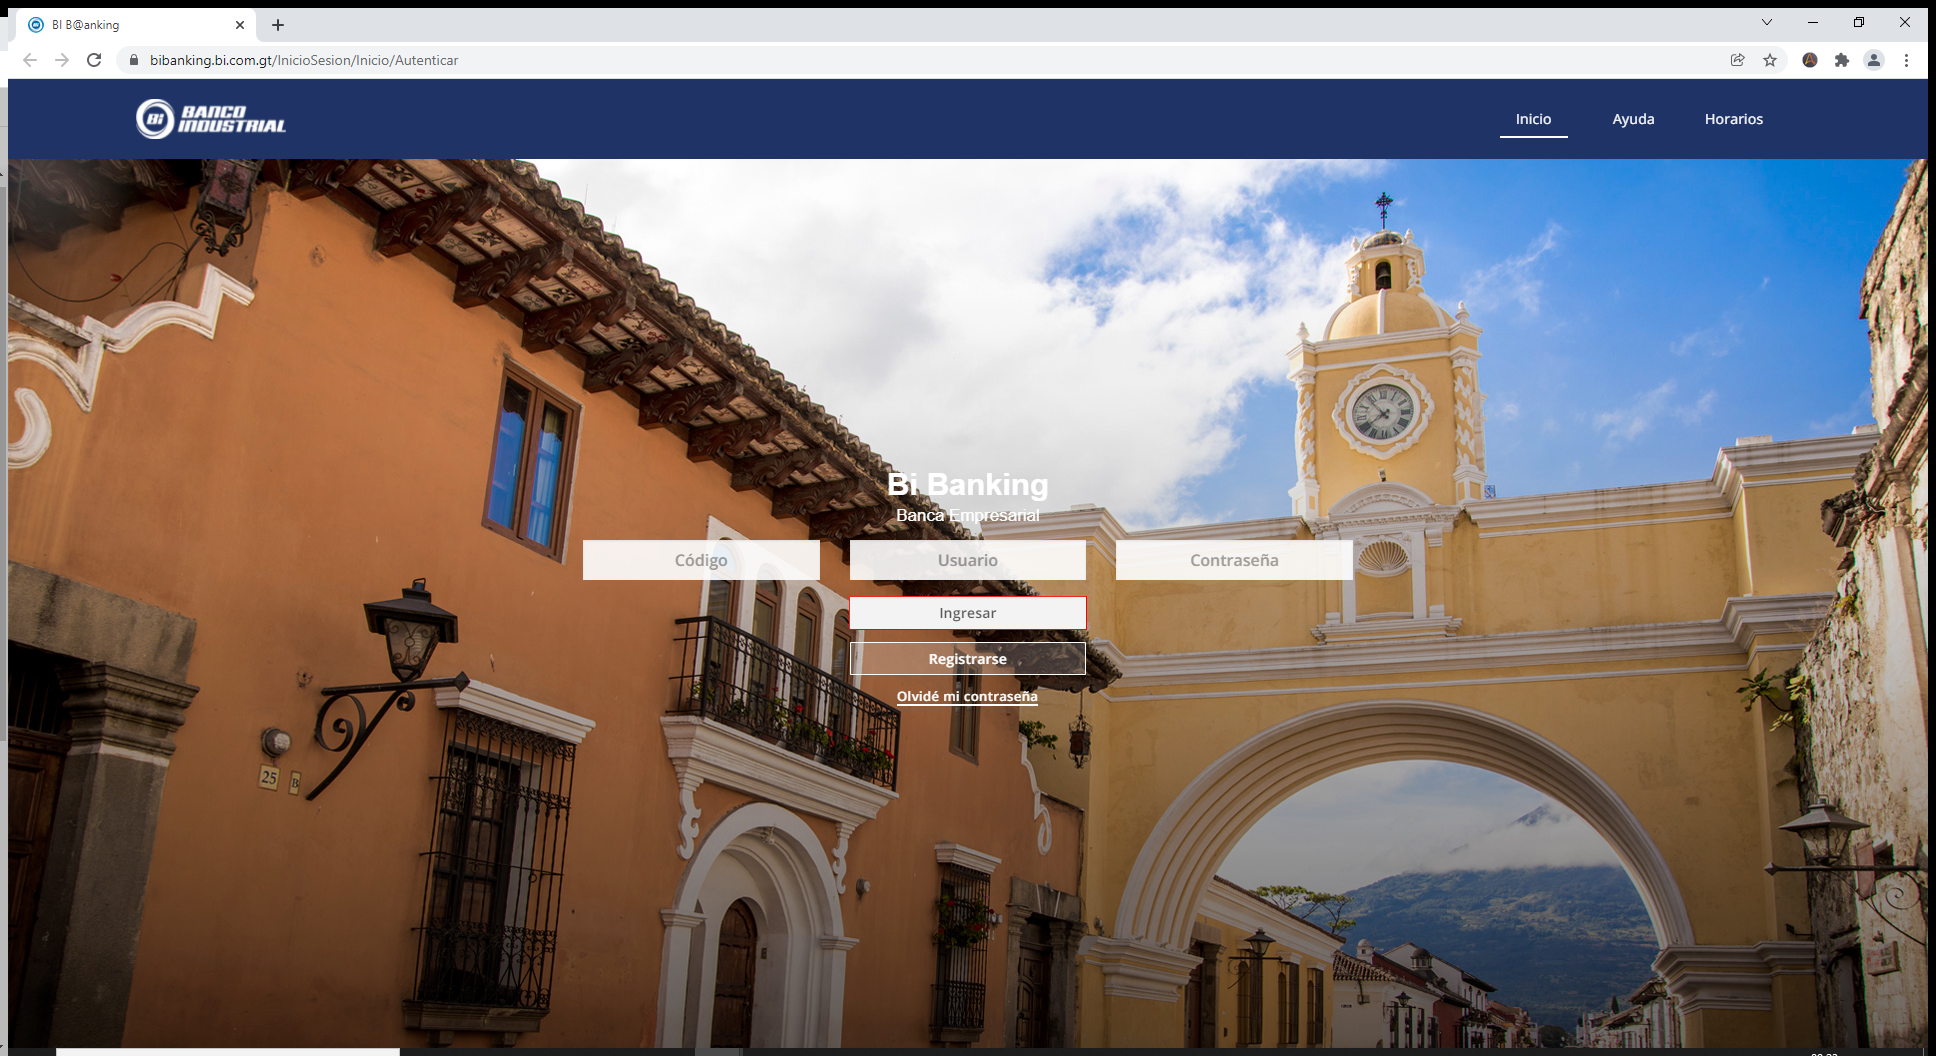 BI B@anking
bibanking.bi.com.gt/InicioSesion/Inicio/Autenticar
Bi BANCO INDUSTRIAL
Inicio Ayuda Horarios
Bi Banking
Banca Empresarial
Código Usuario Contraseña
Ingresar
Registrarse
Olvidé mi contraseña
25 B